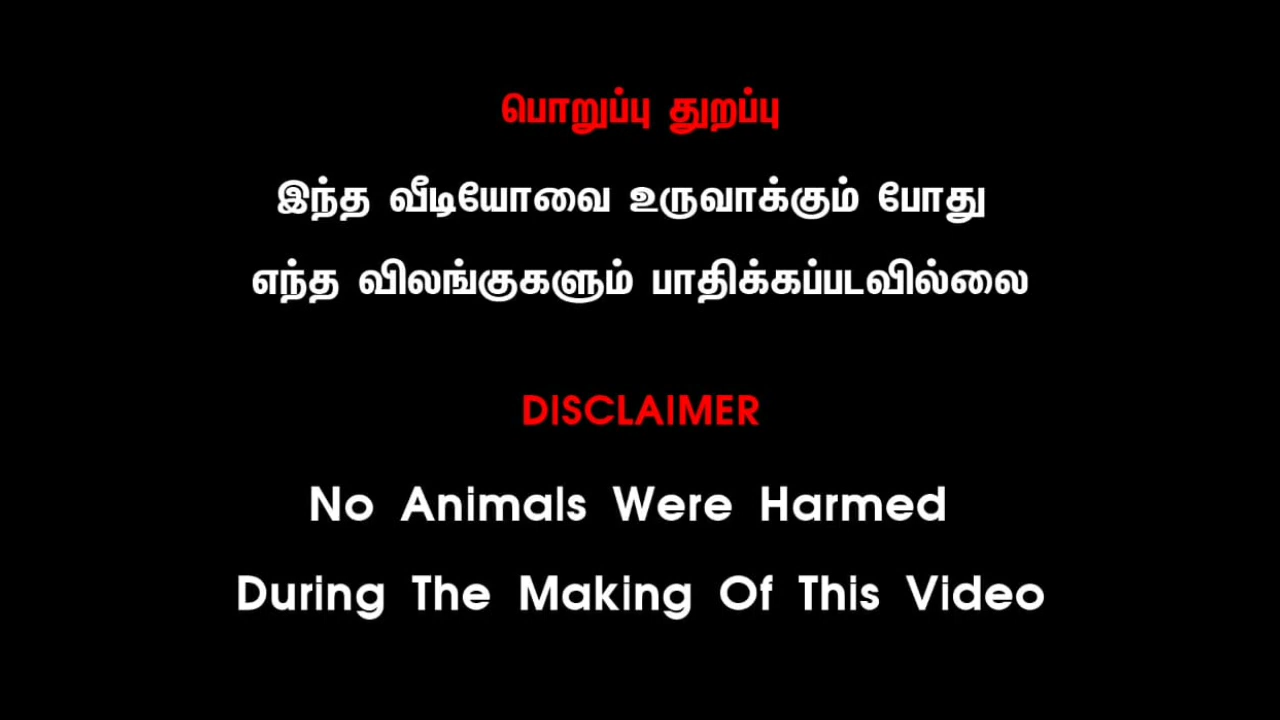 பொறுப்பு துறப்பு
இந்த வீடியோவை உருவாக்கும் போது
எந்த விலங்குகளும் பாதிக்கப்படவில்லை
DISCLAIMER
No Animals Were Harmed
During The Making Of This Video